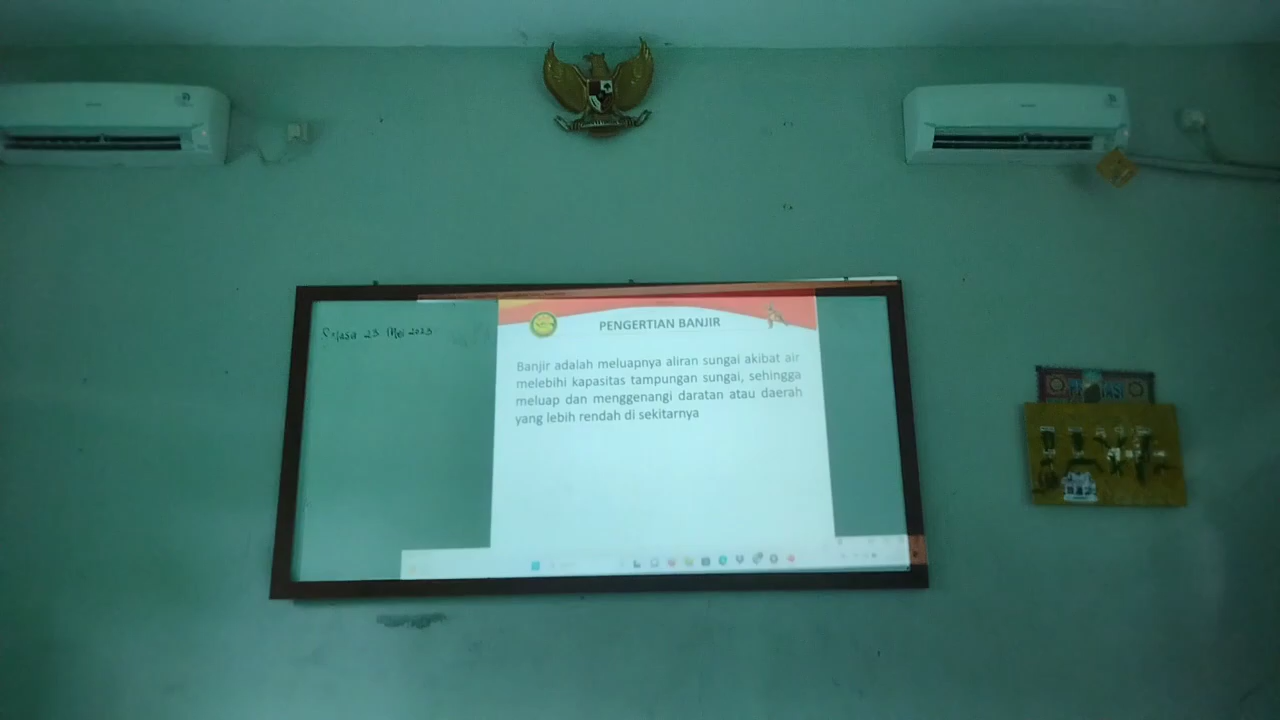 Selasa 23 Mei 2023
PENGERTIAN BANJIR
Banjir adalah meluapnya aliran sungai akibat air
melebihi kapasitas tampungan sungai, sehingga
meluap dan menggenangi daratan atau daerah
yang lebih rendah di sekitarnya